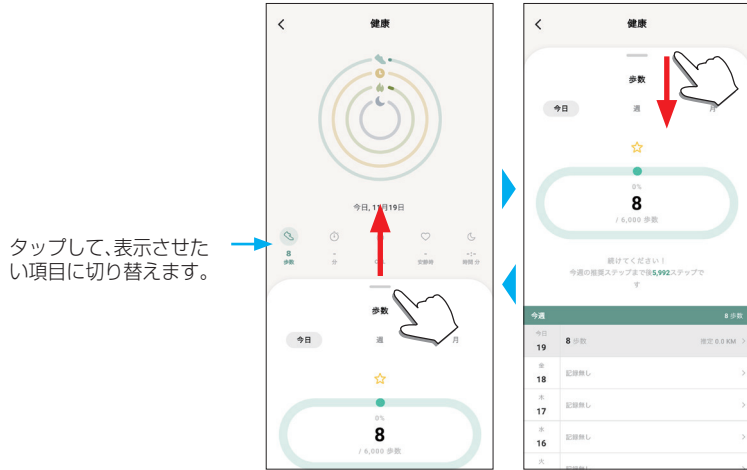 タップして、表示させた
い項目に切り替えます。
健康
今日, 11月19日
8
歩数
-
分
-
-
安静時
-:-
時間:分
歩数
今日
週
月
0%
8
/ 6,000 歩数
健康
歩数
今日
週
月
0%
8
/ 6,000 歩数
続けてください!
今週の推奨ステップまで後5,992ステップで
す
今週
8 歩数
今日
19
8 歩数
推定 0.0 KM
金
18
記録無し
木
17
記録無し
水
16
記録無し
火
記録無し